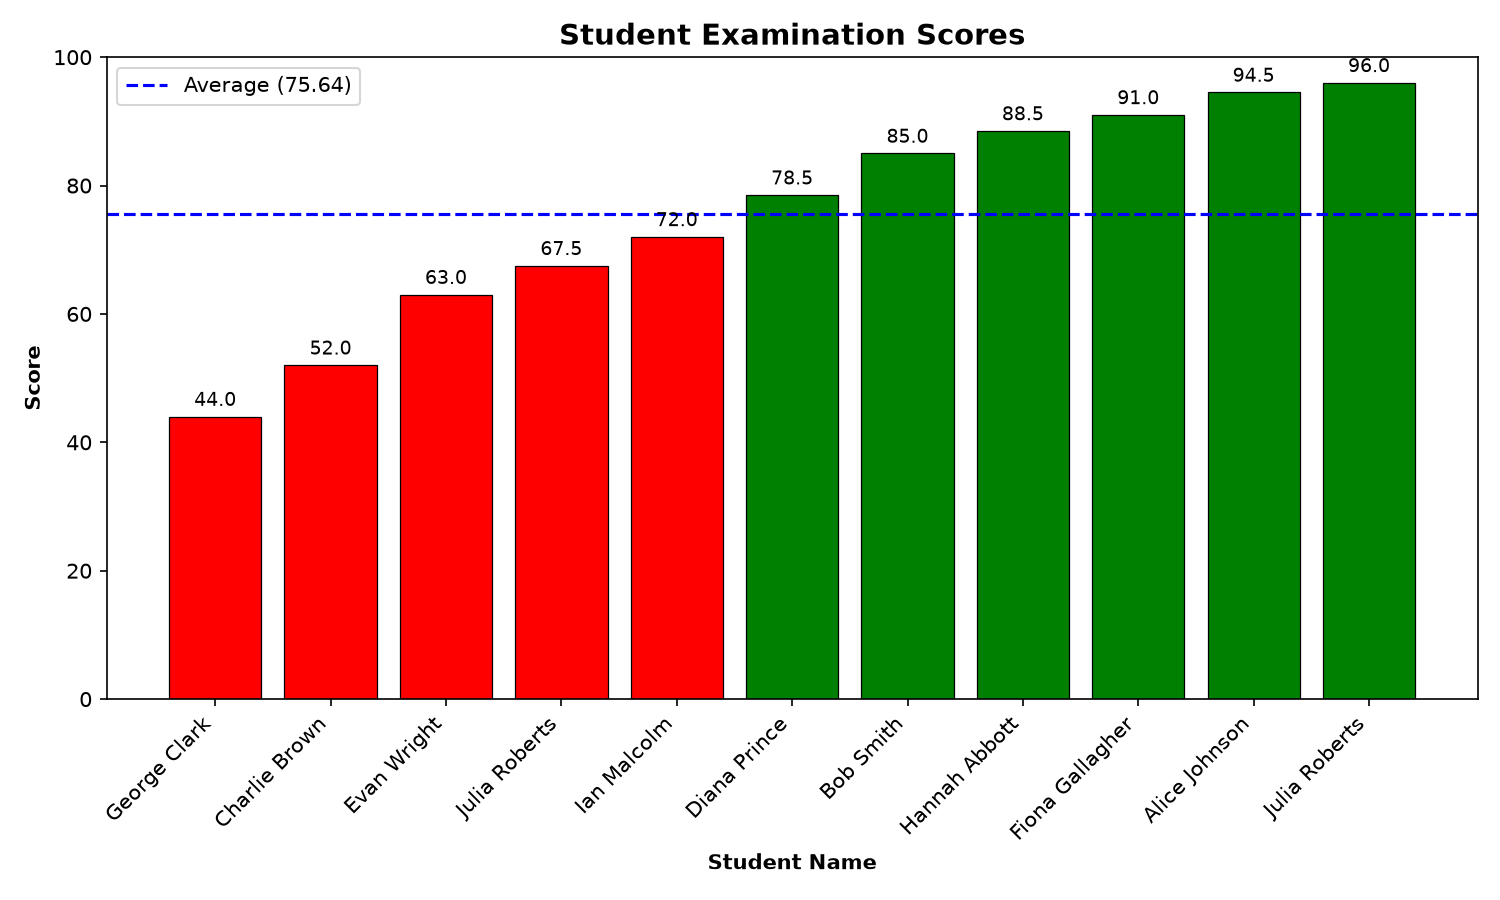 Student Examination Scores
Average (75.64)
100
80
60
40
20
0
Score
44.0
52.0
63.0
67.5
72.0
78.5
85.0
88.5
91.0
94.5
96.0
George Clark
Charlie Brown
Evan Wright
Julia Roberts
Ian Malcolm
Diana Prince
Bob Smith
Hannah Abbott
Fiona Gallagher
Alice Johnson
Julia Roberts
Student Name